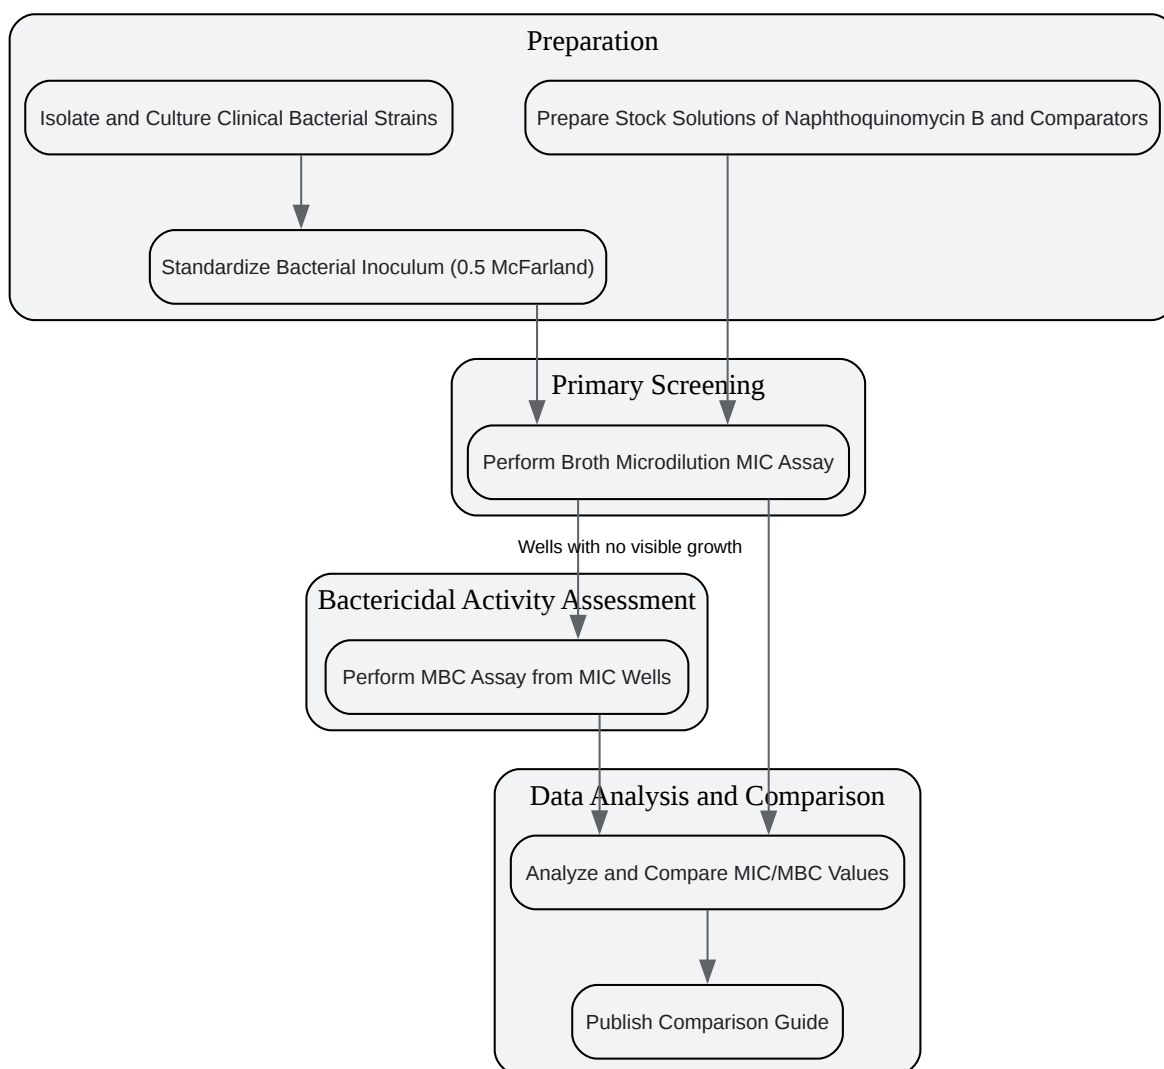 Preparation
Isolate and Culture Clinical Bacterial Strains
Prepare Stock Solutions of Naphthoquinomycin B and Comparators
Standardize Bacterial Inoculum (0.5 McFarland)
Primary Screening
Perform Broth Microdilution MIC Assay
Wells with no visible growth
Bactericidal Activity Assessment
Perform MBC Assay from MIC Wells
Data Analysis and Comparison
Analyze and Compare MIC/MBC Values
Publish Comparison Guide